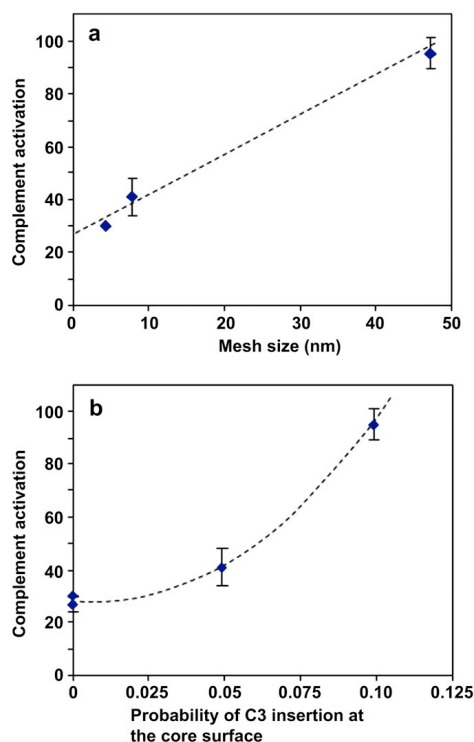 a
Complement activation
100
80
60
40
20
0
0 10 20 30 40 50
Mesh size (nm)
b
Complement activation
100
80
60
40
20
0
0 0.025 0.05 0.075 0.10 0.125
Probability of C3 insertion at
the core surface